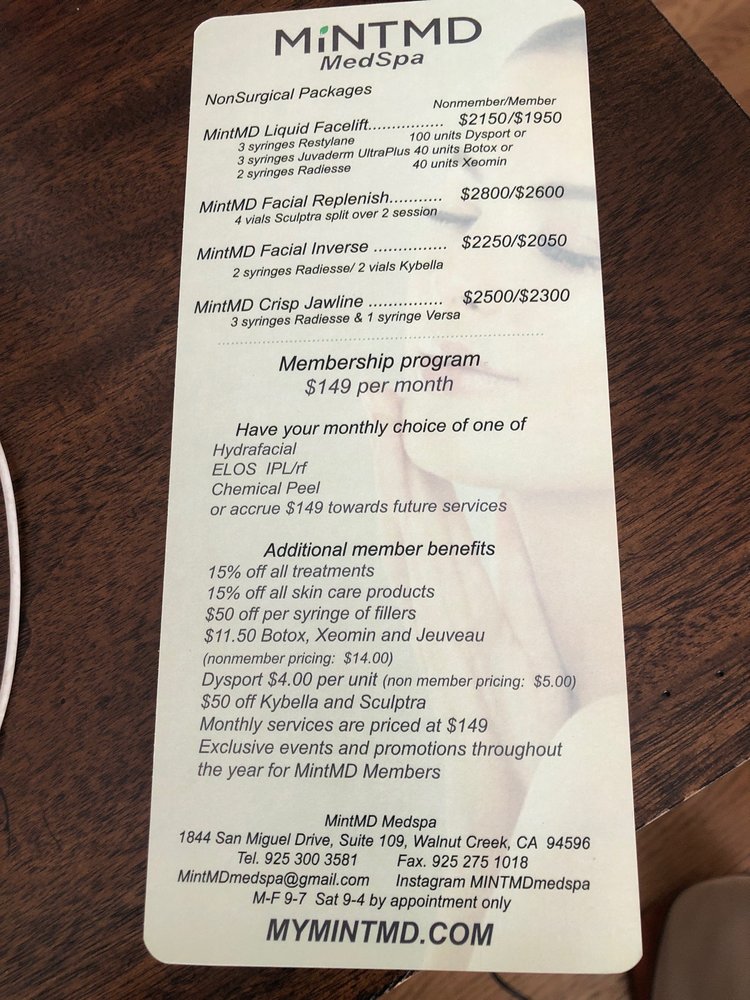 MiNTMD
MedSpa
NonSurgical Packages
Nonmember/Member
MintMD Liquid Facelift................ $2150/$1950
3 syringes Restylane 100 units Dysport or
3 syringes Juvaderm UltraPlus 40 units Botox or
2 syringes Radiesse 40 units Xeomin
MintMD Facial Replenish........... $2800/$2600
4 vials Sculptra split over 2 session
MintMD Facial Inverse ................ $2250/$2050
2 syringes Radiesse/ 2 vials Kybella
MintMD Crisp Jawline ................ $2500/$2300
3 syringes Radiesse & 1 syringe Versa
Membership program
$149 per month
Have your monthly choice of one of
Hydrafacial
ELOS IPL/rf
Chemical Peel
or accrue $149 towards future services
Additional member benefits
15% off all treatments
15% off all skin care products
$50 off per syringe of fillers
$11.50 Botox, Xeomin and Jeuveau
(nonmember pricing: $14.00)
Dysport $4.00 per unit (non member pricing: $5.00)
$50 off Kybella and Sculptra
Monthly services are priced at $149
Exclusive events and promotions throughout
the year for MintMD Members
MintMD Medspa
1844 San Miguel Drive, Suite 109, Walnut Creek, CA 94596
Tel. 925 300 3581 Fax. 925 275 1018
MintMDmedspa@gmail.com Instagram MINTMDmedspa
M-F 9-7 Sat 9-4 by appointment only
MYMINTMD.COM